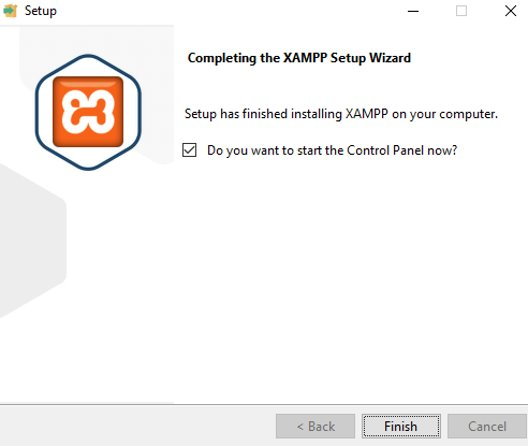 Setup
Completing the XAMPP Setup Wizard
Setup has finished installing XAMPP on your computer.
Do you want to start the Control Panel now?
< Back
Finish
Cancel